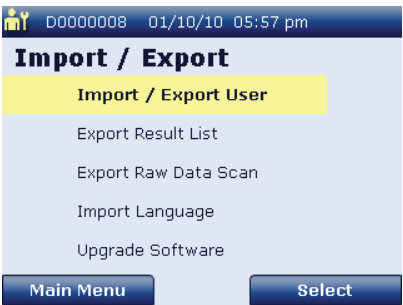 D0000008 01/10/10 05:57 pm
Import / Export
Import / Export User
Export Result List
Export Raw Data Scan
Import Language
Upgrade Software
Main Menu Select